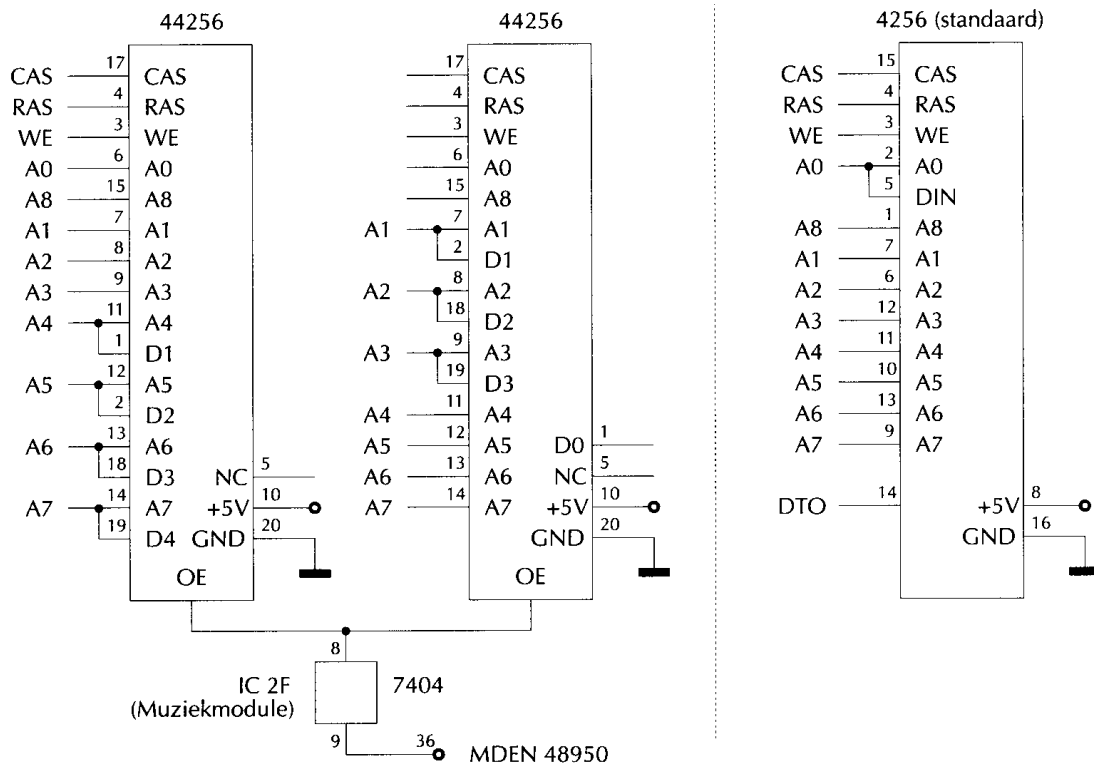 44256
CAS 17 CAS
RAS 4 RAS
WE 3 WE
A0 6 A0
A8 15 A8
A1 7 A1
A2 8 A2
A3 9 A3
A4 11 A4
1 D1
A5 12 A5
2 D2
A6 13 A6
18 D3 NC 5
A7 14 A7 +5V 10
19 D4 GND 20
OE
44256
17 CAS
4 RAS
3 WE
6 A0
15 A8
A1 7 A1
2 D1
A2 8 A2
18 D2
A3 9 A3
19 D3
A4 11 A4
A5 12 A5 D0 1
A6 13 A6 NC 5
A7 14 A7 +5V 10
GND 20
OE
8
IC 2F 7404
(Muziekmodule)
9 36 MDEN 48950
4256 (standaard)
CAS 15 CAS
RAS 4 RAS
WE 3 WE
A0 2 A0
5 DIN
A8 1 A8
A1 7 A1
A2 6 A2
A3 12 A3
A4 11 A4
A5 10 A5
A6 13 A6
A7 9 A7
DTO 14 +5V 8
GND 16